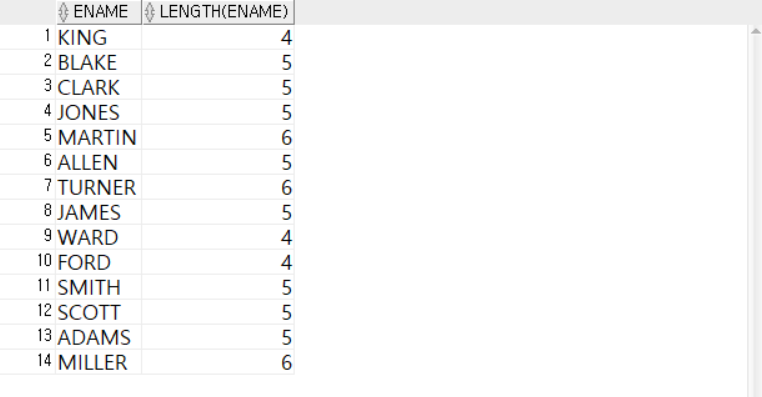 ENAME LENGTH(ENAME)
1 KING 4
2 BLAKE 5
3 CLARK 5
4 JONES 5
5 MARTIN 6
6 ALLEN 5
7 TURNER 6
8 JAMES 5
9 WARD 4
10 FORD 4
11 SMITH 5
12 SCOTT 5
13 ADAMS 5
14 MILLER 6